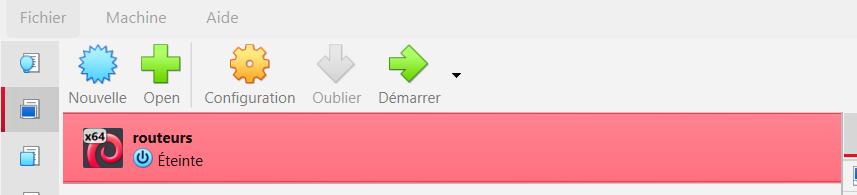 Fichier Machine Aide
Nouvelle Open Configuration Oublier Démarrer
x64
routeurs
Éteinte